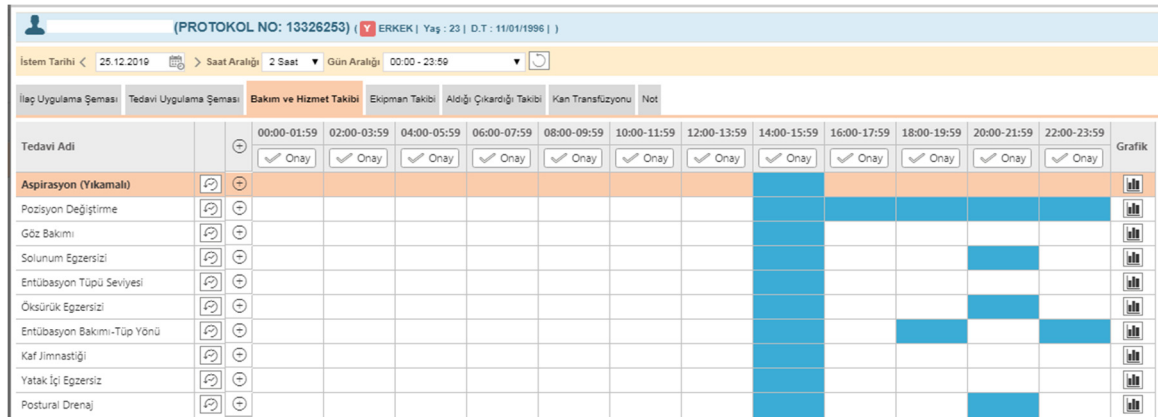 (PROTOKOL NO: 13326253) ( Y ERKEK | Yaş : 23 | D.T : 11/01/1996 | )
İstem Tarihi < 25.12.2019 > Saat Aralığı 2 Saat ▼ Gün Aralığı 00:00 - 23:59 ▼
İlaç Uygulama Şeması Tedavi Uygulama Şeması Bakım ve Hizmet Takibi Ekipman Takibi Aldığı Çıkardığı Takibi Kan Transfüzyonu Not
Tedavi Adi 00:00-01:59 02:00-03:59 04:00-05:59 06:00-07:59 08:00-09:59 10:00-11:59 12:00-13:59 14:00-15:59 16:00-17:59 18:00-19:59 20:00-21:59 22:00-23:59 Grafik
Onay Onay Onay Onay Onay Onay Onay Onay Onay Onay Onay Onay
Aspirasyon (Yıkamalı)
Pozisyon Değiştirme
Göz Bakımı
Solunum Egzersizi
Entübasyon Tüpü Seviyesi
Öksürük Egzersizi
Entübasyon Bakımı-Tüp Yönü
Kaf Jimnastiği
Yatak İçi Egzersiz
Postural Drenaj